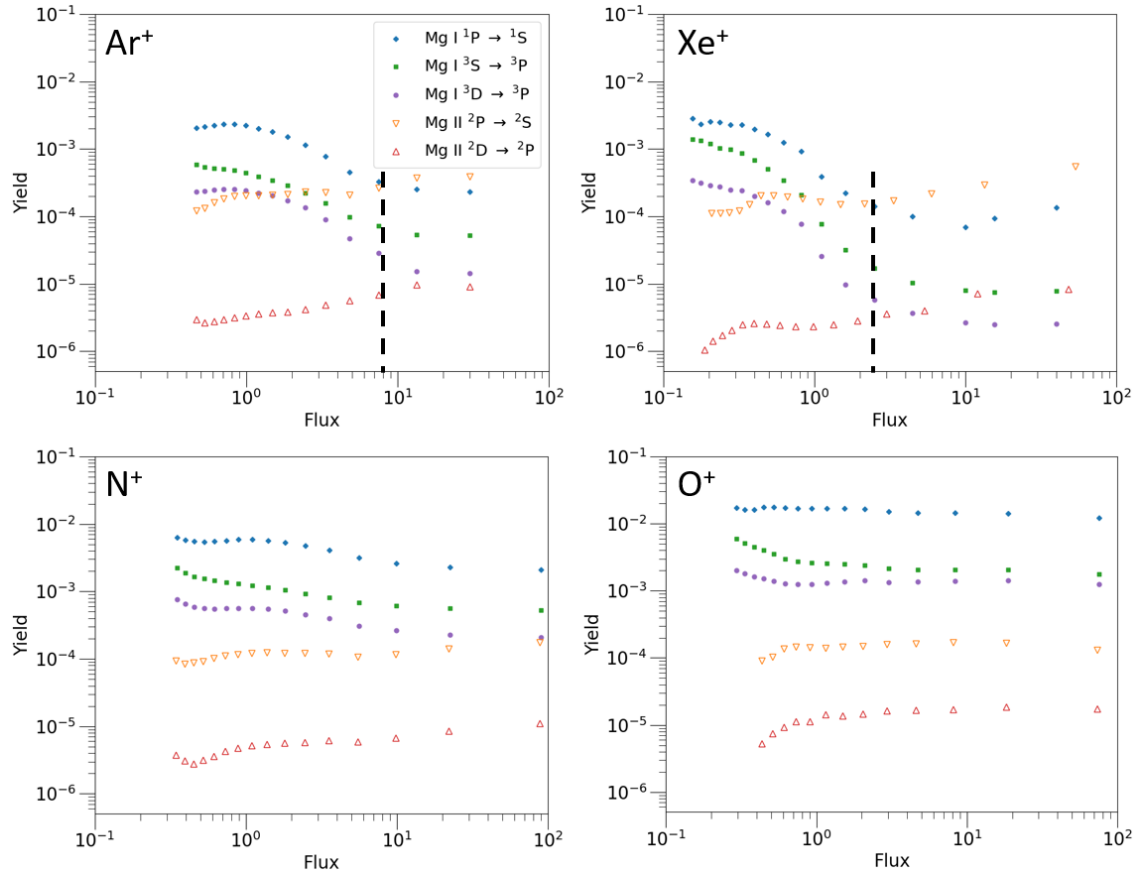 Ar⁺
Mg I ¹P → ¹S
Mg I ³S → ³P
Mg I ³D → ³P
Mg II ²P → ²S
Mg II ²D → ²P
10⁻¹
10⁻²
10⁻³
10⁻⁴
10⁻⁵
10⁻⁶
Yield
10⁻¹ 10⁰ 10¹ 10²
Flux
Xe⁺
10⁻¹
10⁻²
10⁻³
10⁻⁴
10⁻⁵
10⁻⁶
Yield
10⁻¹ 10⁰ 10¹ 10²
Flux
N⁺
10⁻¹
10⁻²
10⁻³
10⁻⁴
10⁻⁵
10⁻⁶
Yield
10⁻¹ 10⁰ 10¹ 10²
Flux
O⁺
10⁻¹
10⁻²
10⁻³
10⁻⁴
10⁻⁵
10⁻⁶
Yield
10⁻¹ 10⁰ 10¹ 10²
Flux